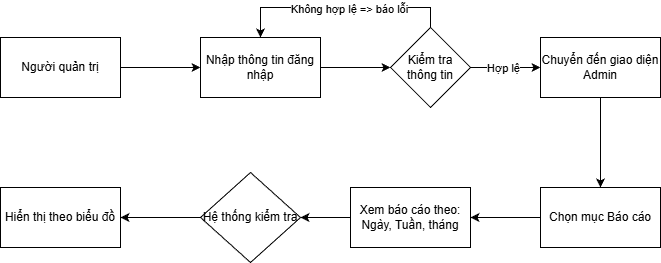 Không hợp lệ => báo lỗi
Người quản trị
Nhập thông tin đăng
nhập
Kiểm tra
thông tin
Hợp lệ
Chuyển đến giao diện
Admin
Hiển thị theo biểu đồ
Hệ thống kiểm tra
Xem báo cáo theo:
Ngày, Tuần, tháng
Chọn mục Báo cáo